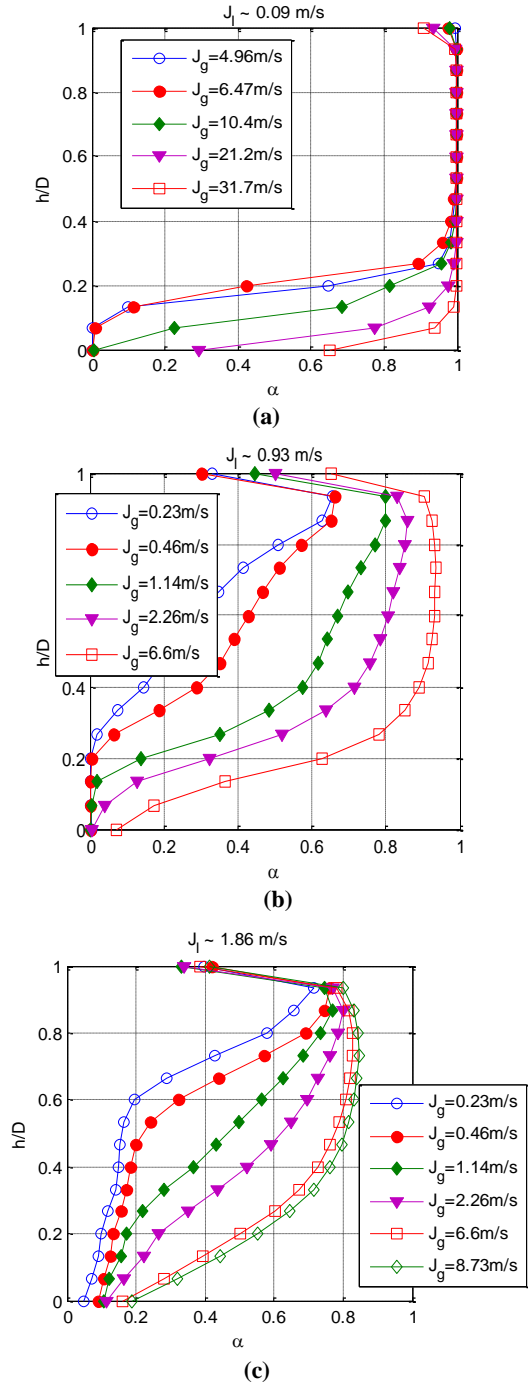 J_l ~ 0.09 m/s
1
0.8
0.6
0.4
0.2
0
h/D
J_g=4.96m/s
J_g=6.47m/s
J_g=10.4m/s
J_g=21.2m/s
J_g=31.7m/s
0 0.2 0.4 0.6 0.8 1
α
(a)
J_l ~ 0.93 m/s
1
0.4
0.2
0
h/D
J_g=0.23m/s
J_g=0.46m/s
J_g=1.14m/s
J_g=2.26m/s
J_g=6.6m/s
0 0.2 0.4 0.6 0.8 1
α
(b)
J_l ~ 1.86 m/s
1
0.8
0.6
0.4
0.2
0
h/D
J_g=0.23m/s
J_g=0.46m/s
J_g=1.14m/s
J_g=2.26m/s
J_g=6.6m/s
J_g=8.73m/s
0 0.2 0.4 0.6 0.8 1
α
(c)